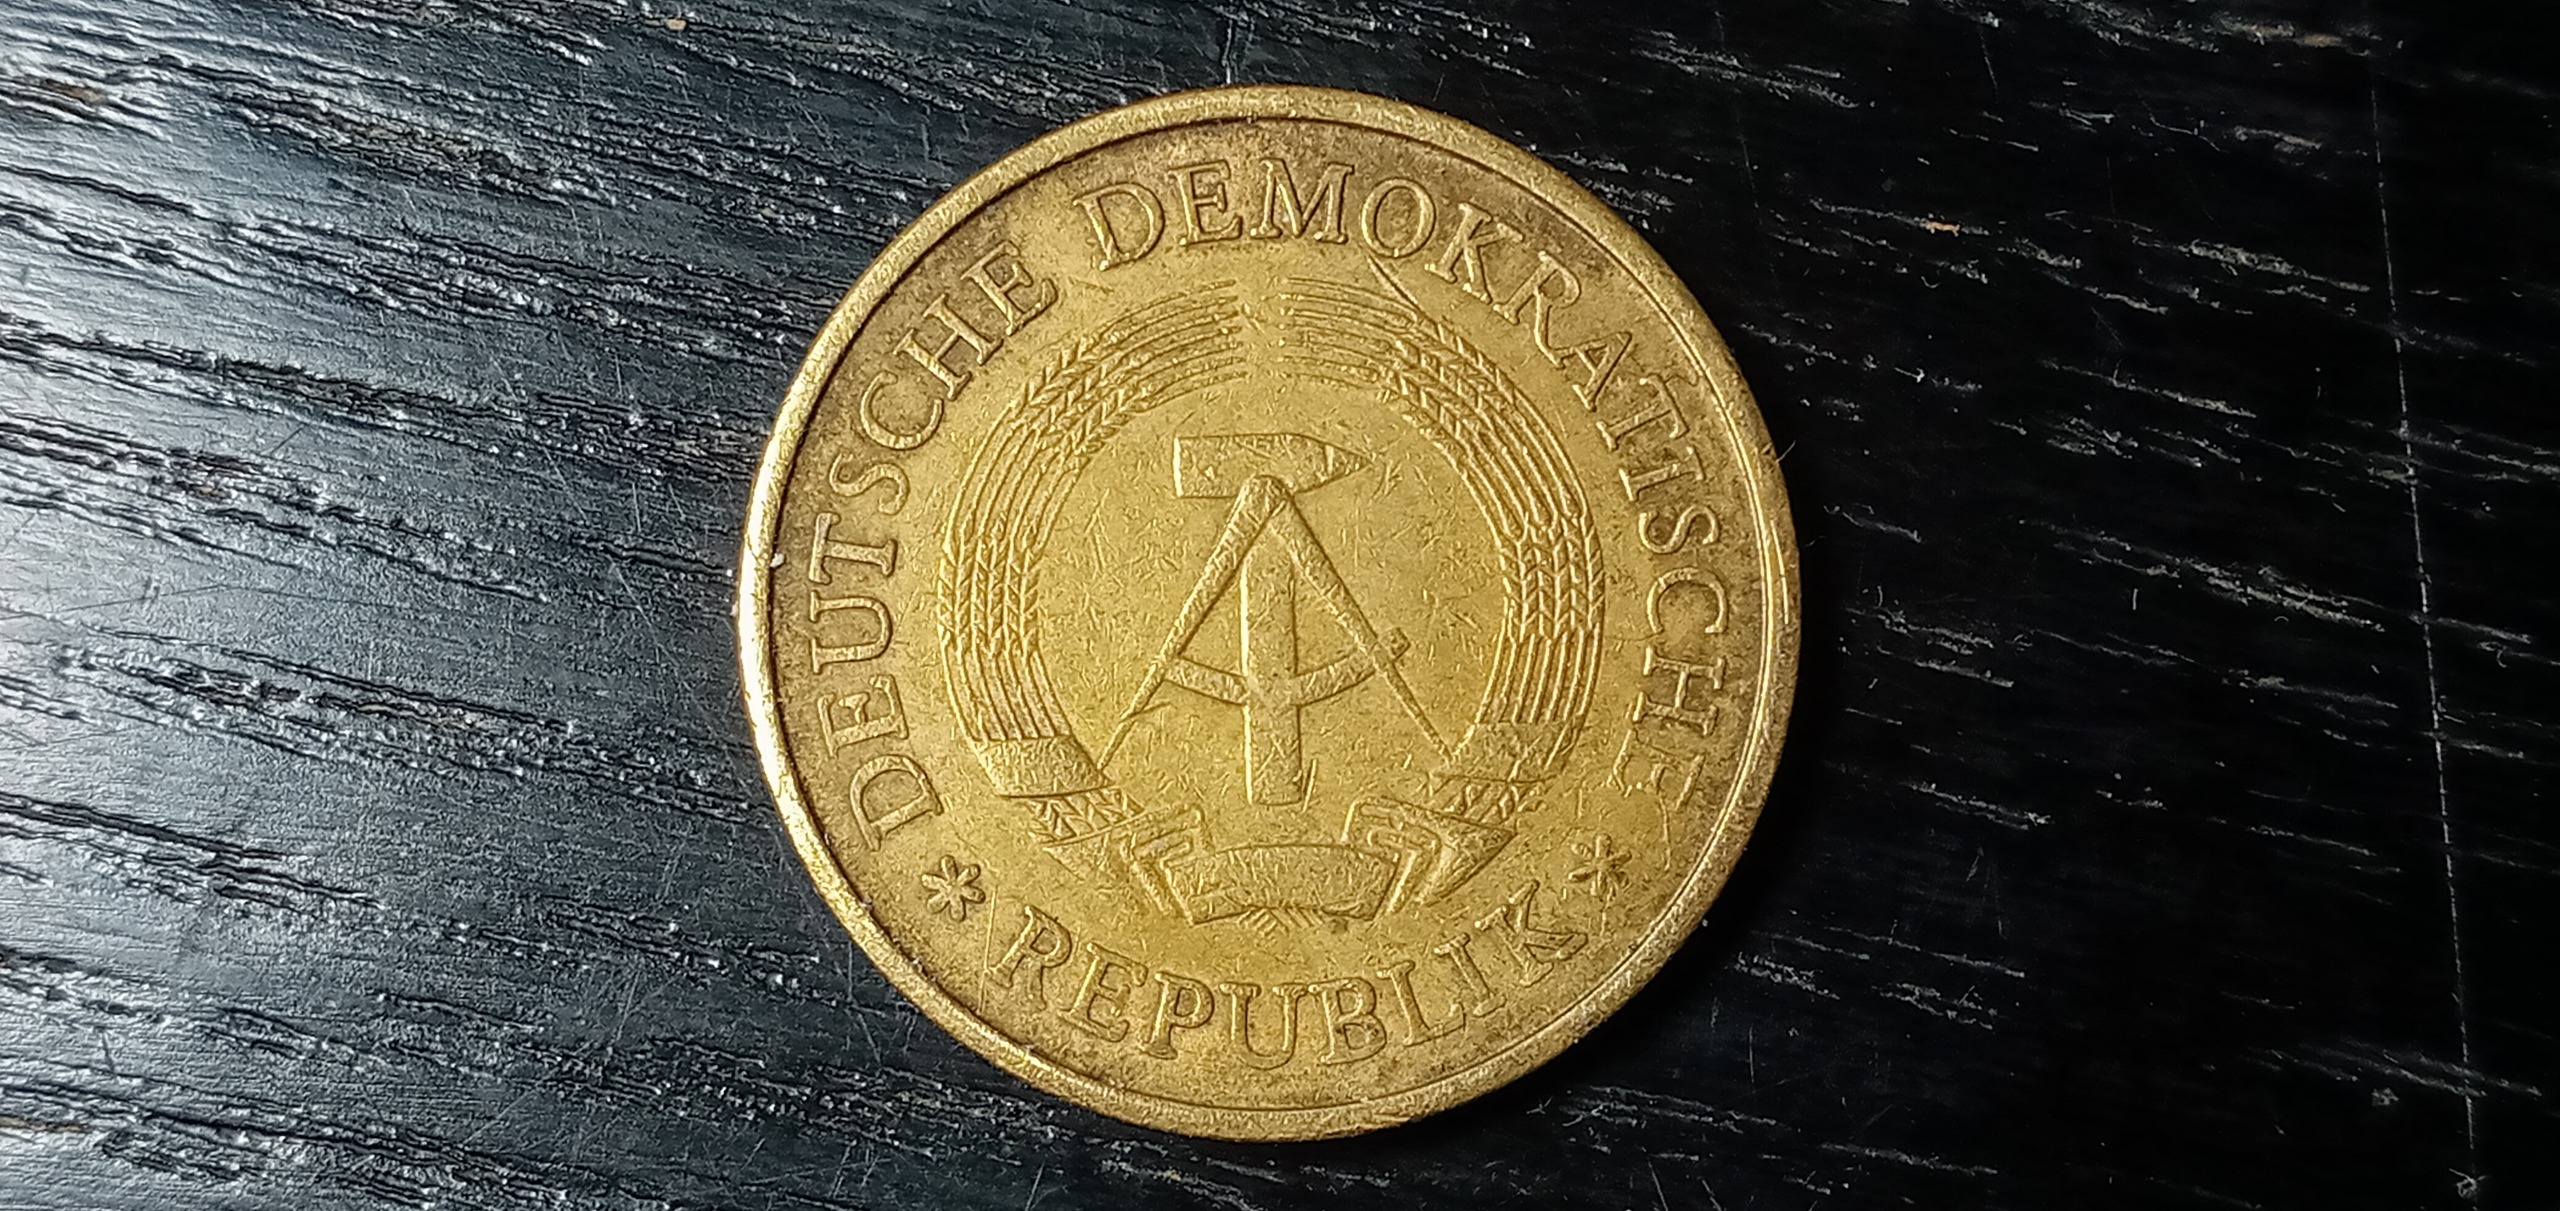 DEUTSCHE DEMOKRATISCHE
* REPUBLIK *